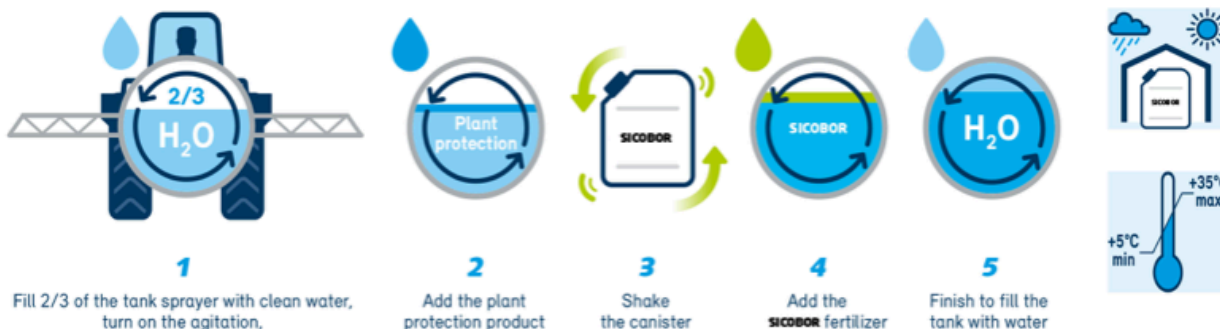 2/3
H₂O
1
Fill 2/3 of the tank sprayer with clean water,
turn on the agitation,
Plant
protection
2
Add the plant
protection product
SICOBOR
3
Shake
the canister
SICOBOR
4
Add the
SICOBOR fertilizer
H₂O
5
Finish to fill the
tank with water
SICOBOR
+35°C
max
+5°C
min